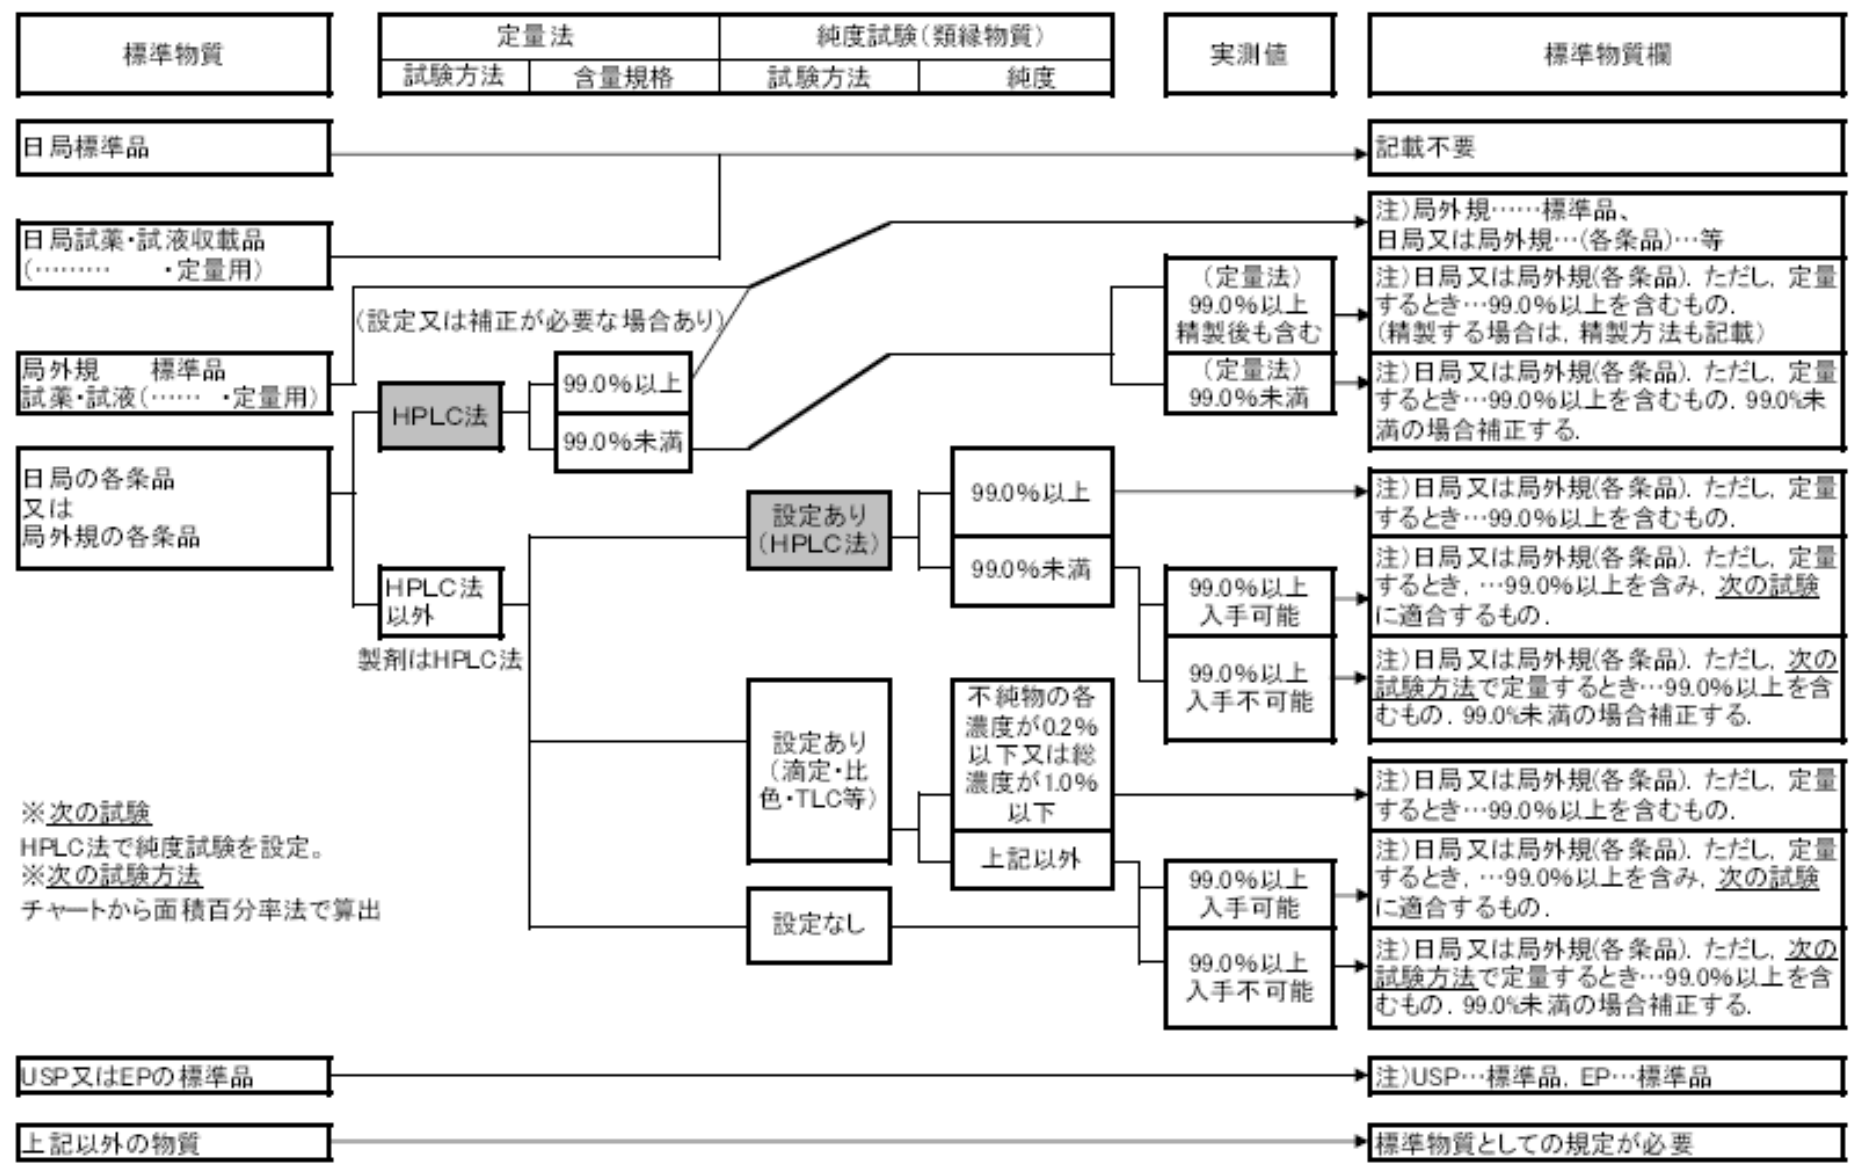 標準物質
定量法
純度試験(類縁物質)
試験方法
含量規格
試験方法
純度
実測値
標準物質欄
日局標準品
記載不要
日局試薬・試液収載品
(……… ・定量用)
注)局外規……標準品、
日局又は局外規…(各条品)…等
(設定又は補正が必要な場合あり)
局外規 標準品
試薬・試液(…… ・定量用)
HPLC法
99.0%以上
99.0%未満
(定量法)
99.0%以上
精製後も含む
注)日局又は局外規(各条品). ただし, 定量
するとき…99.0%以上を含むもの.
(精製する場合は, 精製方法も記載)
(定量法)
99.0%未満
注)日局又は局外規(各条品). ただし, 定量
するとき…99.0%以上を含むもの. 99.0%未
満の場合補正する.
日局の各条品
又は
局外規の各条品
HPLC法
以外
製剤はHPLC法
設定あり
(HPLC法)
99.0%以上
99.0%未満
注)日局又は局外規(各条品). ただし, 定量
するとき…99.0%以上を含むもの.
99.0%以上
入手可能
注)日局又は局外規(各条品). ただし, 定量
するとき, …99.0%以上を含み, 次の試験
に適合するもの.
99.0%以上
入手不可能
注)日局又は局外規(各条品). ただし, 次の
試験方法で定量するとき…99.0%以上を含
むもの. 99.0%未満の場合補正する.
設定あり
(滴定・比
色・TLC等)
不純物の各
濃度が0.2%
以下又は総
濃度が1.0%
以下
上記以外
注)日局又は局外規(各条品). ただし, 定量
するとき…99.0%以上を含むもの.
設定なし
99.0%以上
入手可能
注)日局又は局外規(各条品). ただし, 定量
するとき, …99.0%以上を含み, 次の試験
に適合するもの.
99.0%以上
入手不可能
注)日局又は局外規(各条品). ただし, 次の
試験方法で定量するとき…99.0%以上を含
むもの. 99.0%未満の場合補正する.
※次の試験
HPLC法で純度試験を設定。
※次の試験方法
チャートから面積百分率法で算出
USP又はEPの標準品
注)USP…標準品, EP…標準品
上記以外の物質
標準物質としての規定が必要